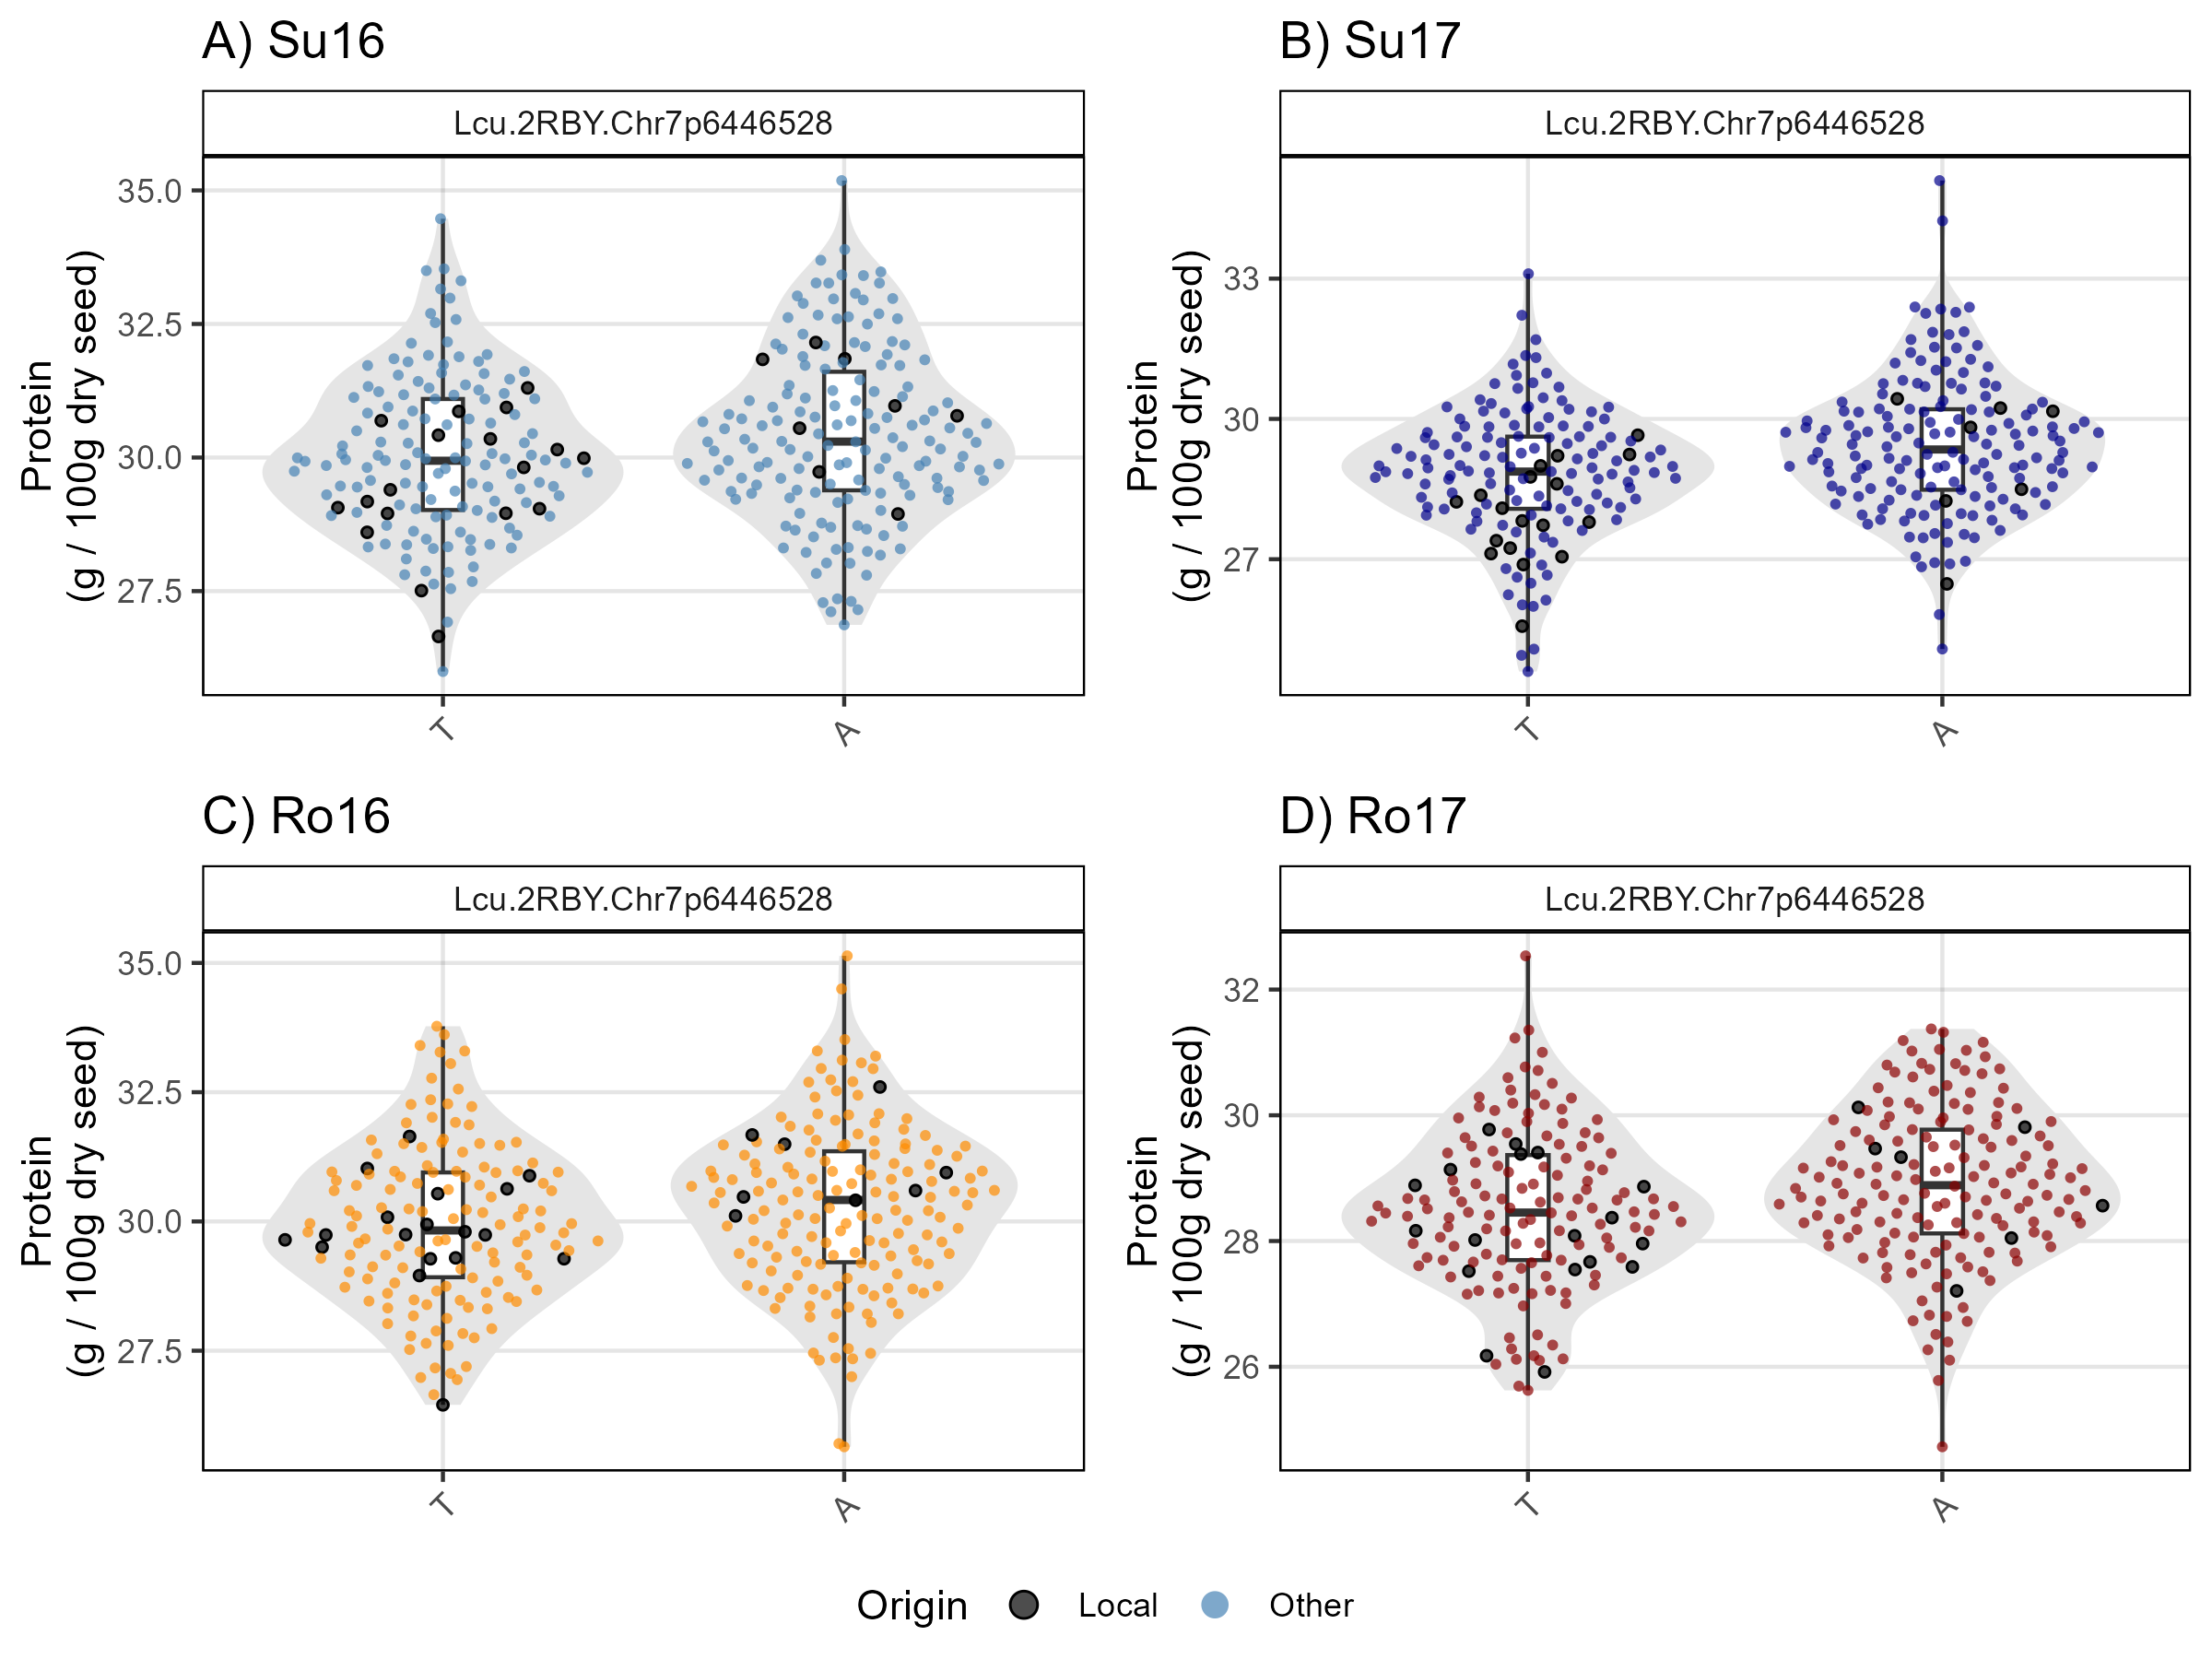 A) Su16
Lcu.2RBY.Chr7p6446528
Protein
(g / 100g dry seed)
35.0
32.5
30.0
27.5
T
A
B) Su17
Lcu.2RBY.Chr7p6446528
Protein
(g / 100g dry seed)
33
30
27
T
A
C) Ro16
Lcu.2RBY.Chr7p6446528
Protein
(g / 100g dry seed)
35.0
32.5
30.0
27.5
T
A
D) Ro17
Lcu.2RBY.Chr7p6446528
Protein
(g / 100g dry seed)
32
30
28
26
T
A
Origin Local Other